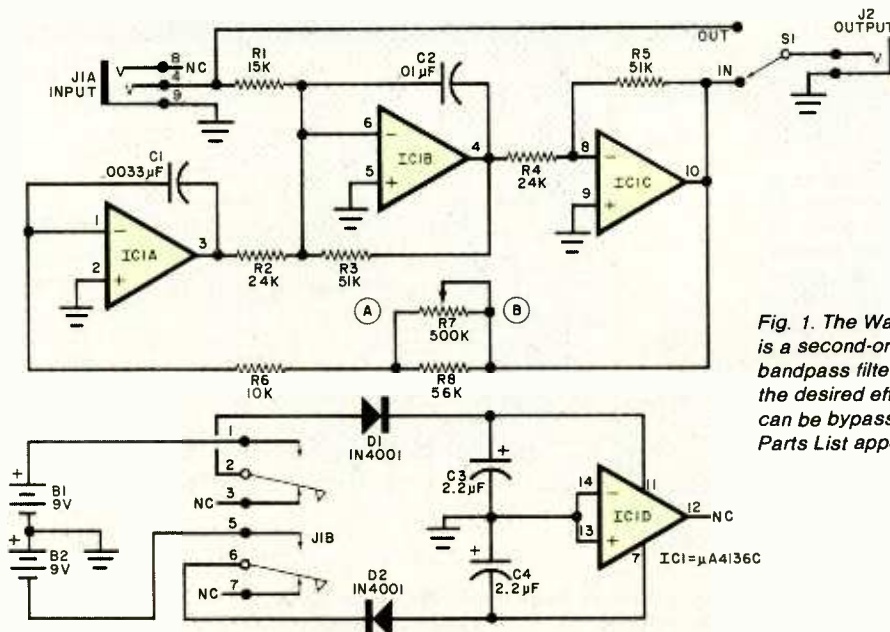 J2
OUTPUT
S1
OUT
IN
J1A
INPUT
8
NC
4
9
R1
15K
C2
.01µF
R5
51K
6
5
IC1B
4
R4
24K
8
9
IC1C
10
C1
.0033µF
1
2
IC1A
3
R2
24K
R3
51K
A
R7
500K
B
R6
10K
R8
56K
Fig. 1. The Wa
is a second-or
bandpass filte
the desired eff
can be bypass
Parts List appe
D1
1N4001
1
2
3
NC
5
J1B
6
7
NC
B1
9V
B2
9V
D2
1N4001
C3
2.2µF
C4
2.2µF
14
13
11
IC1D
12
NC
7
IC1=µA4136C
+
+
+
+
-
+
-
+
-
+
-
+